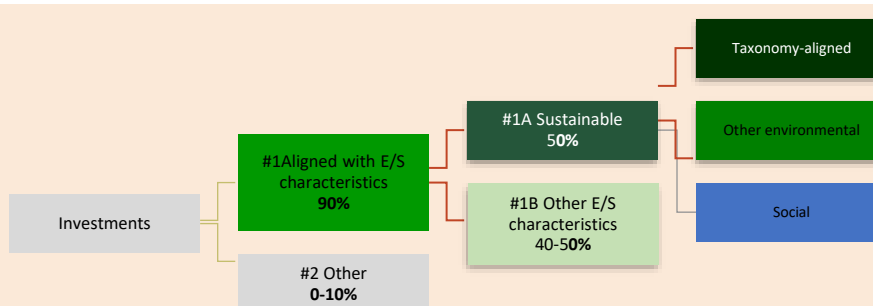 Investments
#1Aligned with E/S
characteristics
90%
#2 Other
0-10%
#1A Sustainable
50%
#1B Other E/S
characteristics
40-50%
Taxonomy-aligned
Other environmental
Social